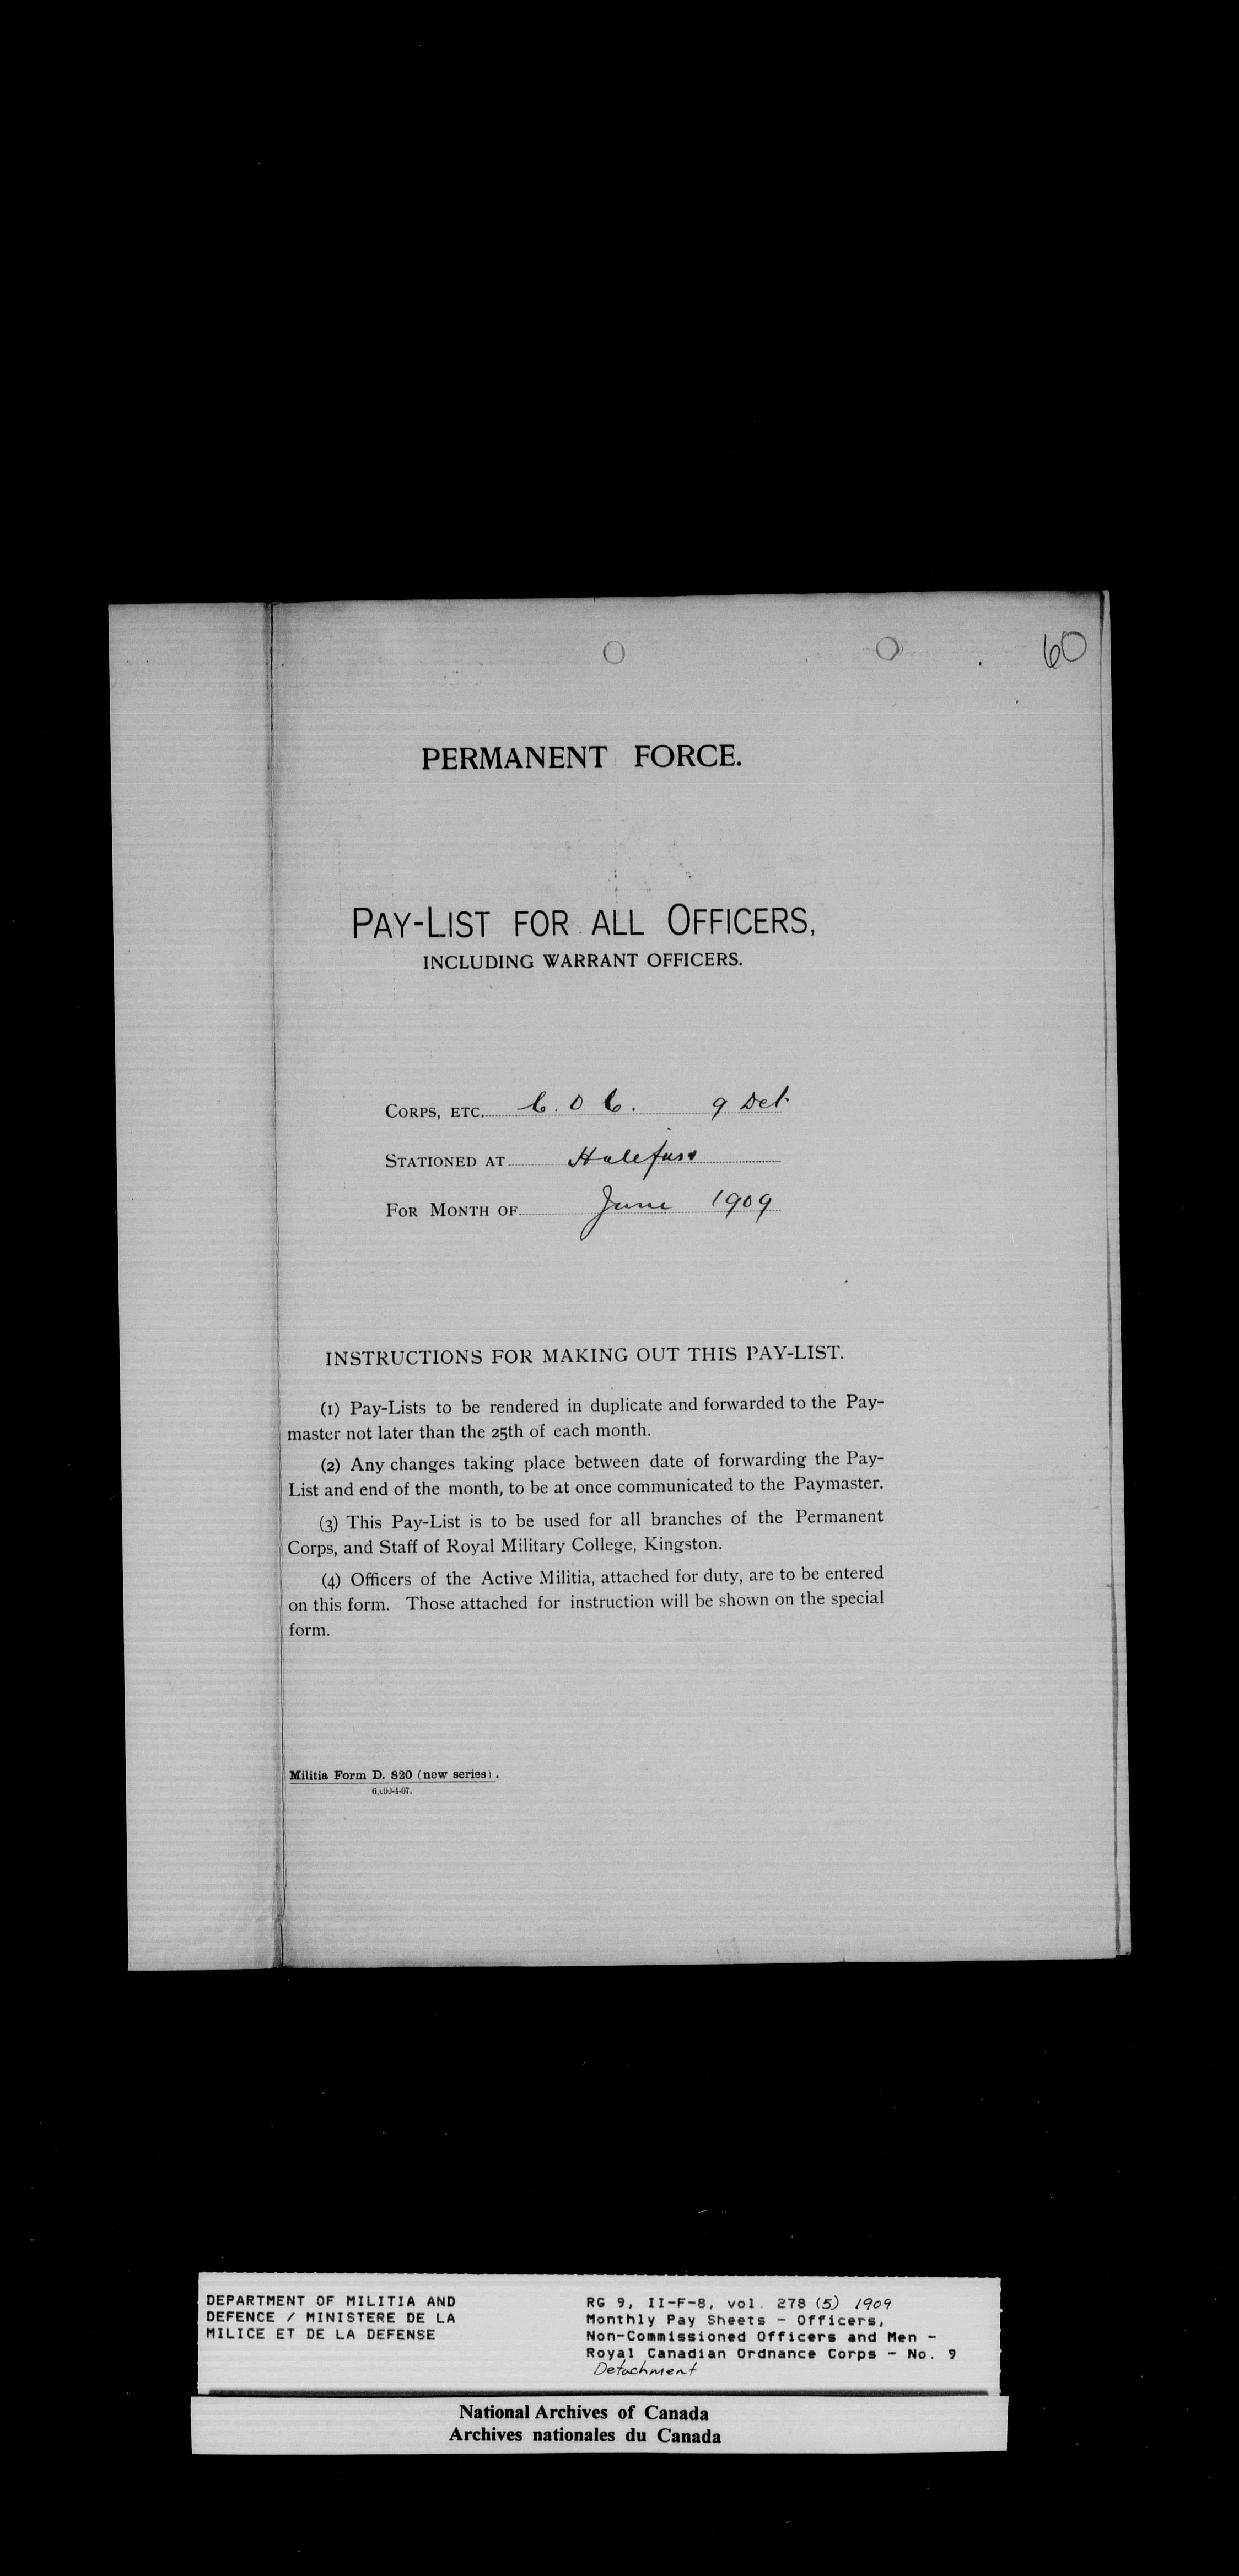 60
PERMANENT FORCE.
PAY-LIST FOR ALL OFFICERS,
INCLUDING WARRANT OFFICERS.
CORPS, ETC. C. O C. 9 Det.
STATIONED AT Halifax
FOR MONTH OF June 1909
INSTRUCTIONS FOR MAKING OUT THIS PAY-LIST.
(1) Pay-Lists to be rendered in duplicate and forwarded to the Pay-
master not later than the 25th of each month.
(2) Any changes taking place between date of forwarding the Pay-
List and end of the month, to be at once communicated to the Paymaster.
(3) This Pay-List is to be used for all branches of the Permanent
Corps, and Staff of Royal Military College, Kingston.
(4) Officers of the Active Militia, attached for duty, are to be entered
on this form. Those attached for instruction will be shown on the special
form.
Militia Form D. 820 (new series).
DEPARTMENT OF MILITIA AND
DEFENCE / MINISTERE DE LA
MILICE ET DE LA DEFENSE
RG 9, II-F-8, vol. 278 (5) 1909
Monthly Pay Sheets - Officers,
Non-Commissioned Officers and Men -
Royal Canadian Ordnance Corps - No. 9
Detachment
National Archives of Canada
Archives nationales du Canada